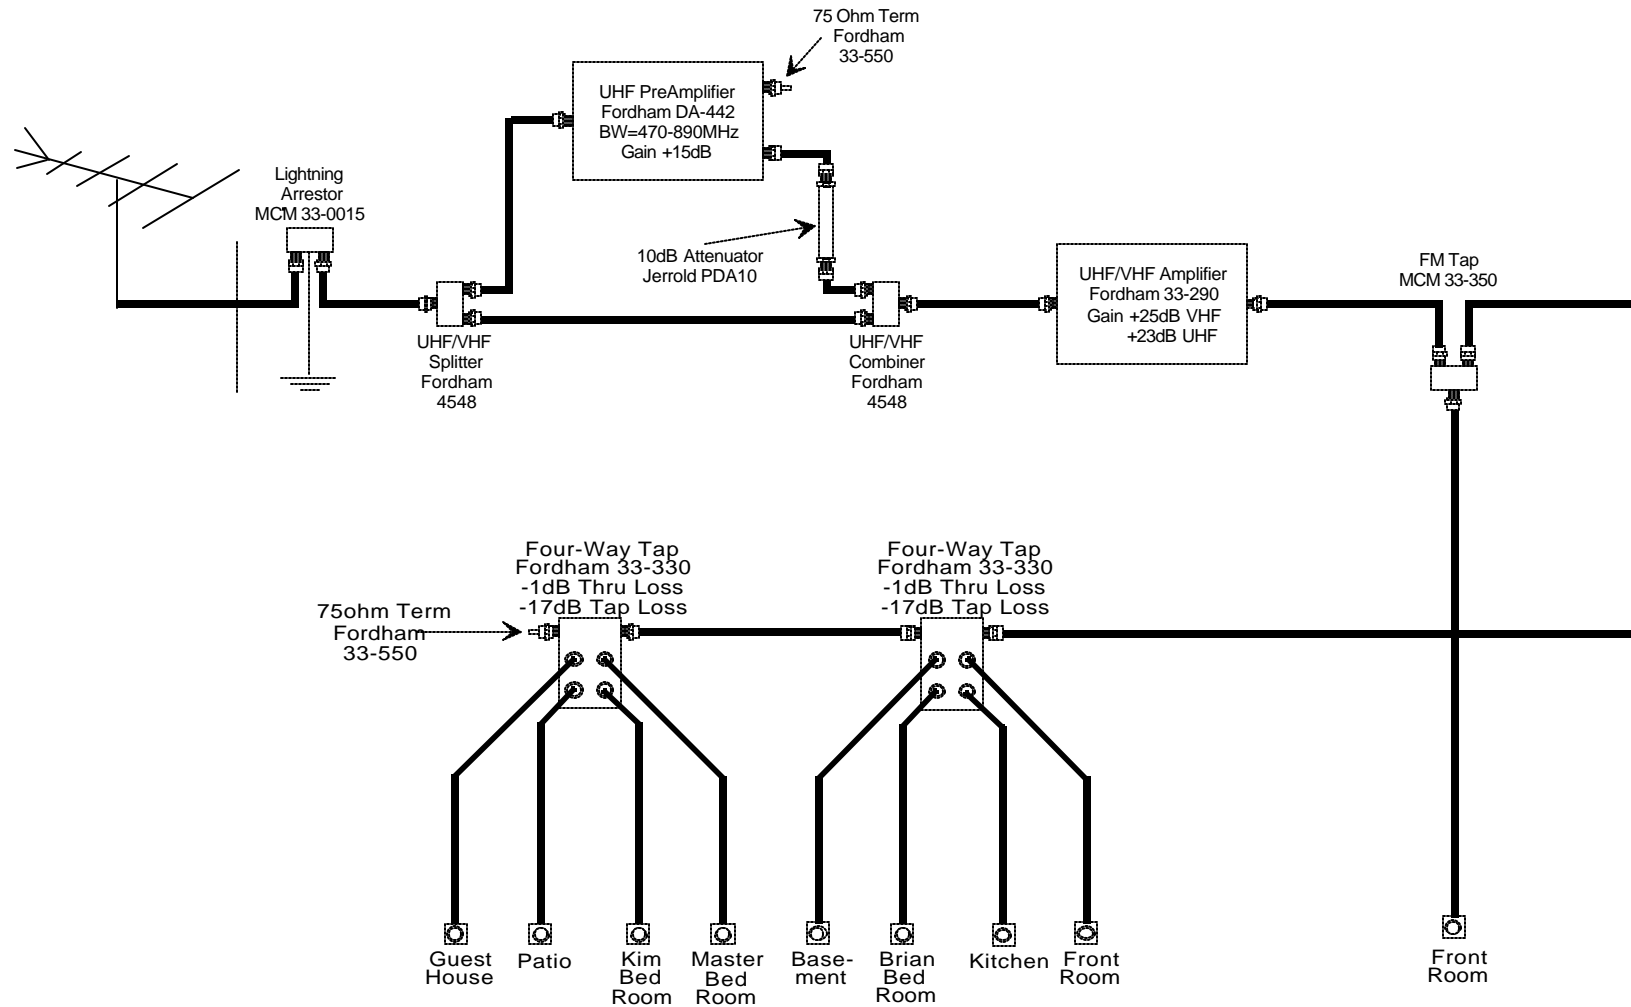 75 Ohm Term
Fordham
33-550
UHF PreAmplifier
Fordham DA-442
BW=470-890MHz
Gain +15dB
Lightning
Arrestor
MCM 33-0015
10dB Attenuator
Jerrold PDA10
UHF/VHF
Splitter
Fordham
4548
UHF/VHF
Combiner
Fordham
4548
UHF/VHF Amplifier
Fordham 33-290
Gain +25dB VHF
+23dB UHF
FM Tap
MCM 33-350
Four-Way Tap
Fordham 33-330
-1dB Thru Loss
-17dB Tap Loss
Four-Way Tap
Fordham 33-330
-1dB Thru Loss
-17dB Tap Loss
75ohm Term
Fordham
33-550
Guest
House
Patio
Kim
Bed
Room
Master
Bed
Room
Base-
ment
Brian
Bed
Room
Kitchen
Front
Room
Front
Room